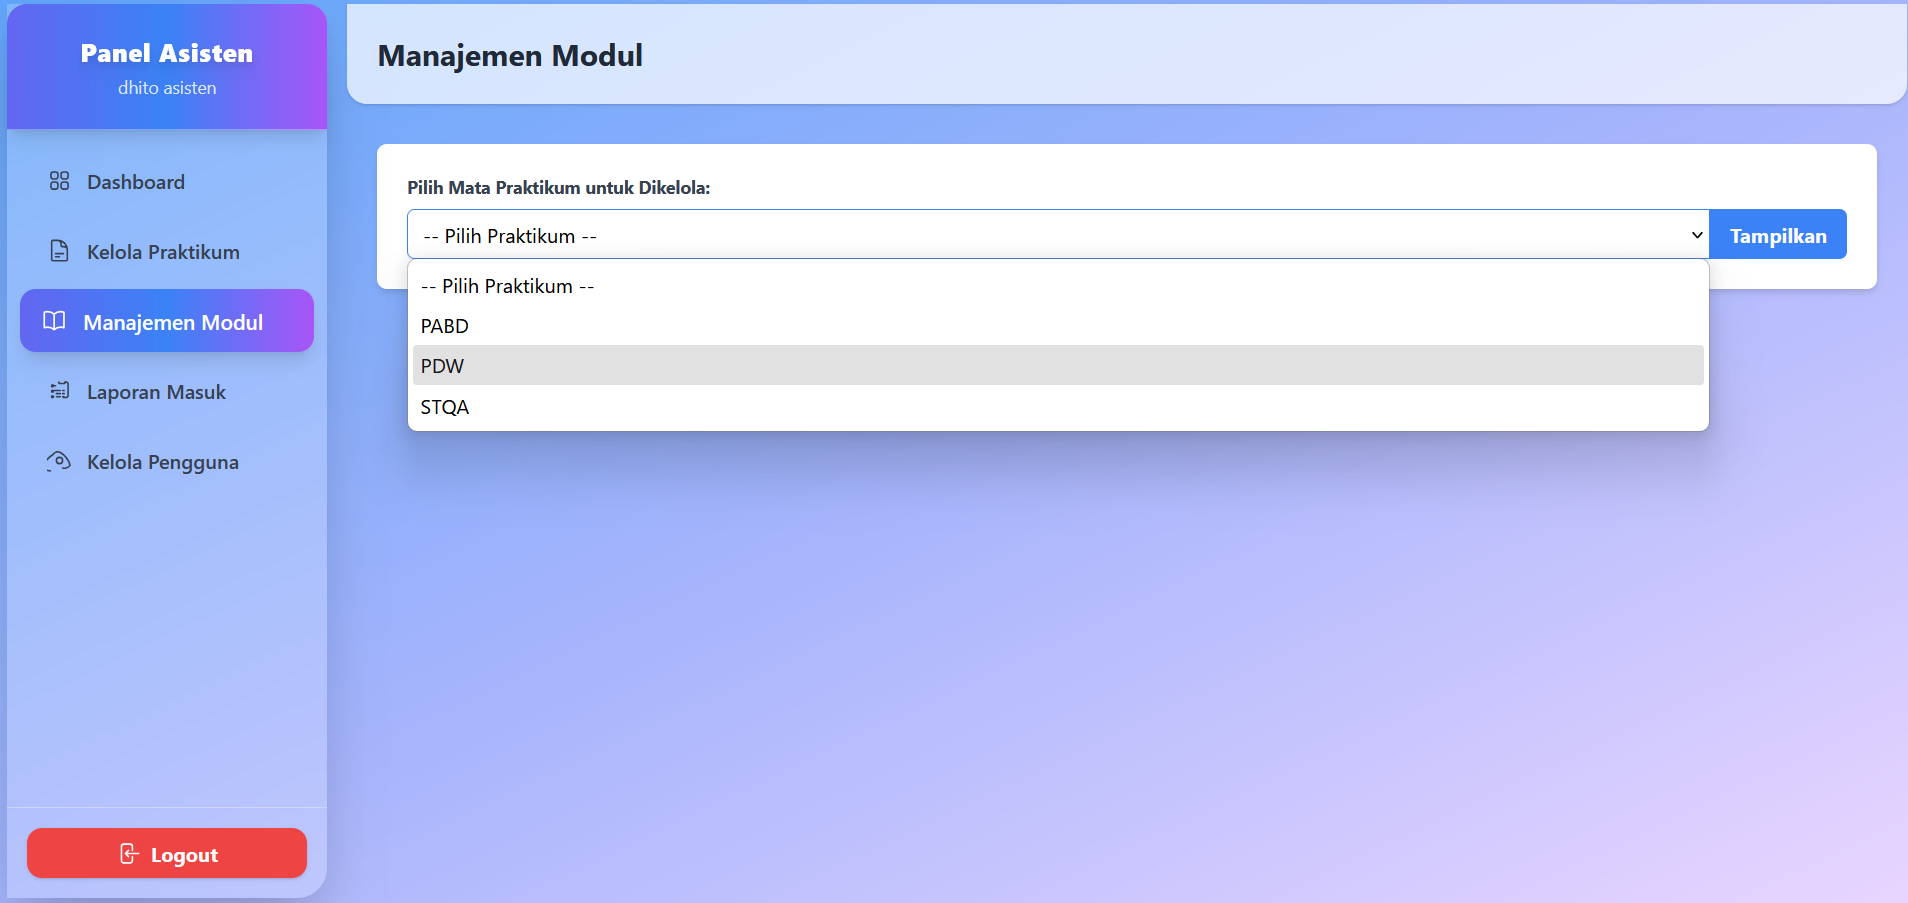 Panel Asisten
dhito asisten
Dashboard
Kelola Praktikum
Manajemen Modul
Laporan Masuk
Kelola Pengguna
Logout
Manajemen Modul
Pilih Mata Praktikum untuk Dikelola:
-- Pilih Praktikum --
Tampilkan
-- Pilih Praktikum --
PABD
PDW
STQA